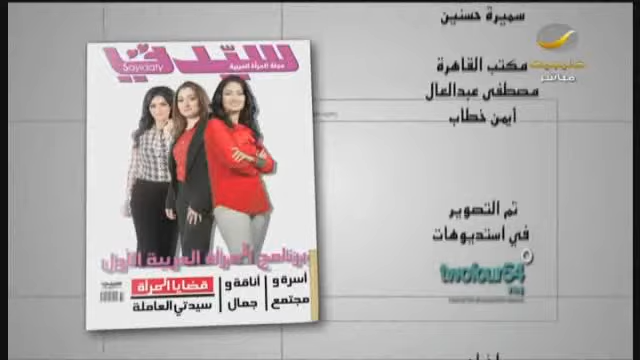 سميرة حسنين
خليجية
مباشر
مكتب القاهرة
مصطفى عبدالعال
أيمن خطاب
تم التصوير
في استديوهات
twofour54
سيدتي
Sayidaty
مجلة المرأة العربية
برنامج المرأة العربية الأول
أسرة و مجتمع
أناقة و جمال
قضايا المرأة
سيدتي العاملة